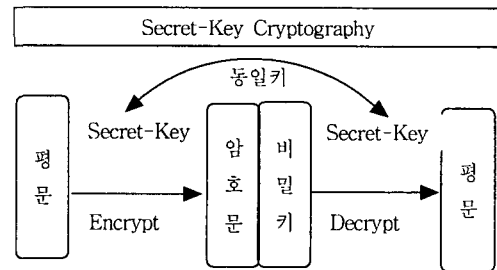 Secret-Key Cryptography
동일키
Secret-Key
Secret-Key
평문
암호문
비밀키
평문
Encrypt
Decrypt